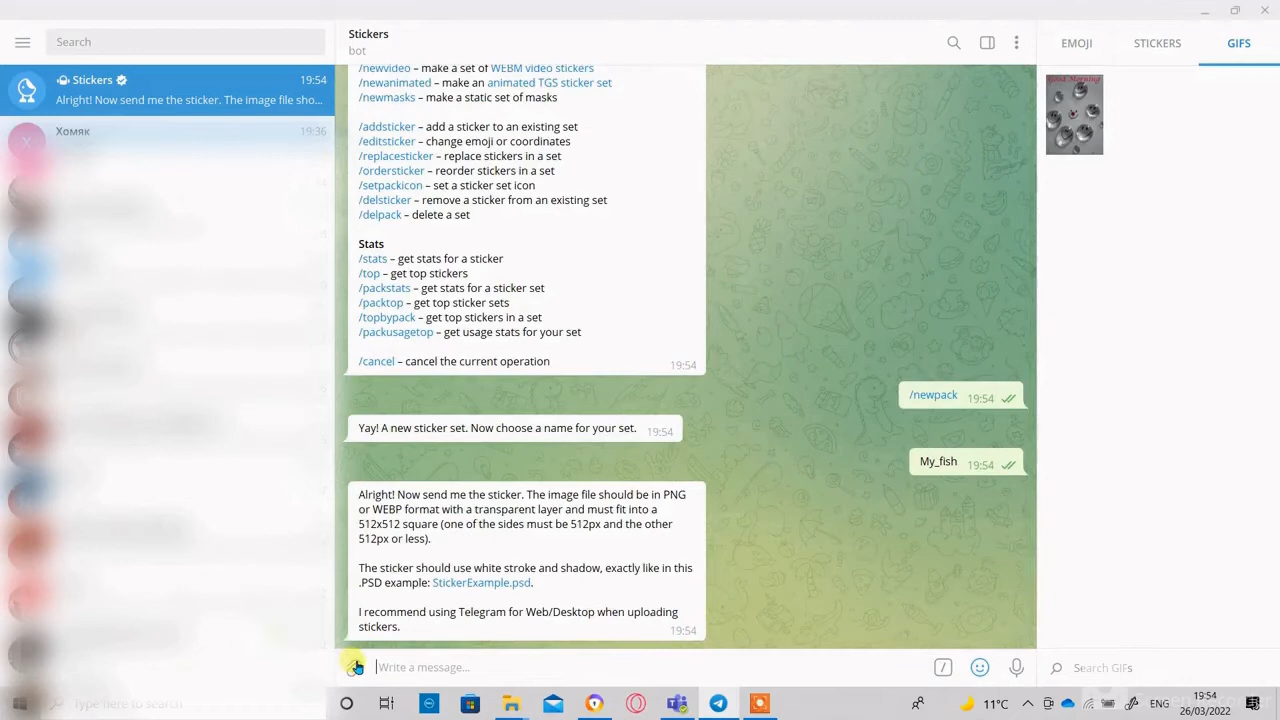 Search
Stickers
19:54
Alright! Now send me the sticker. The image file sho...
Хомяк
19:36
Stickers
bot
/newvideo – make a set of WEBM video stickers
/newanimated – make an animated TGS sticker set
/newmasks – make a static set of masks
/addsticker – add a sticker to an existing set
/editsticker – change emoji or coordinates
/replacesticker – replace stickers in a set
/ordersticker – reorder stickers in a set
/setpackicon – set a sticker set icon
/delsticker – remove a sticker from an existing set
/delpack – delete a set
Stats
/stats – get stats for a sticker
/top – get top stickers
/packstats – get stats for a sticker set
/packtop – get top sticker sets
/topbypack – get top stickers in a set
/packusagetop – get usage stats for your set
/cancel – cancel the current operation
19:54
/newpack 19:54
Yay! A new sticker set. Now choose a name for your set. 19:54
My_fish 19:54
Alright! Now send me the sticker. The image file should be in PNG
or WEBP format with a transparent layer and must fit into a
512x512 square (one of the sides must be 512px and the other
512px or less).
The sticker should use white stroke and shadow, exactly like in this
.PSD example: StickerExample.psd.
I recommend using Telegram for Web/Desktop when uploading
stickers.
19:54
Write a message...
EMOJI
STICKERS
GIFS
Good Morning
Search GIFs
Type here to search
11°C
ENG
19:54
26/03/2022